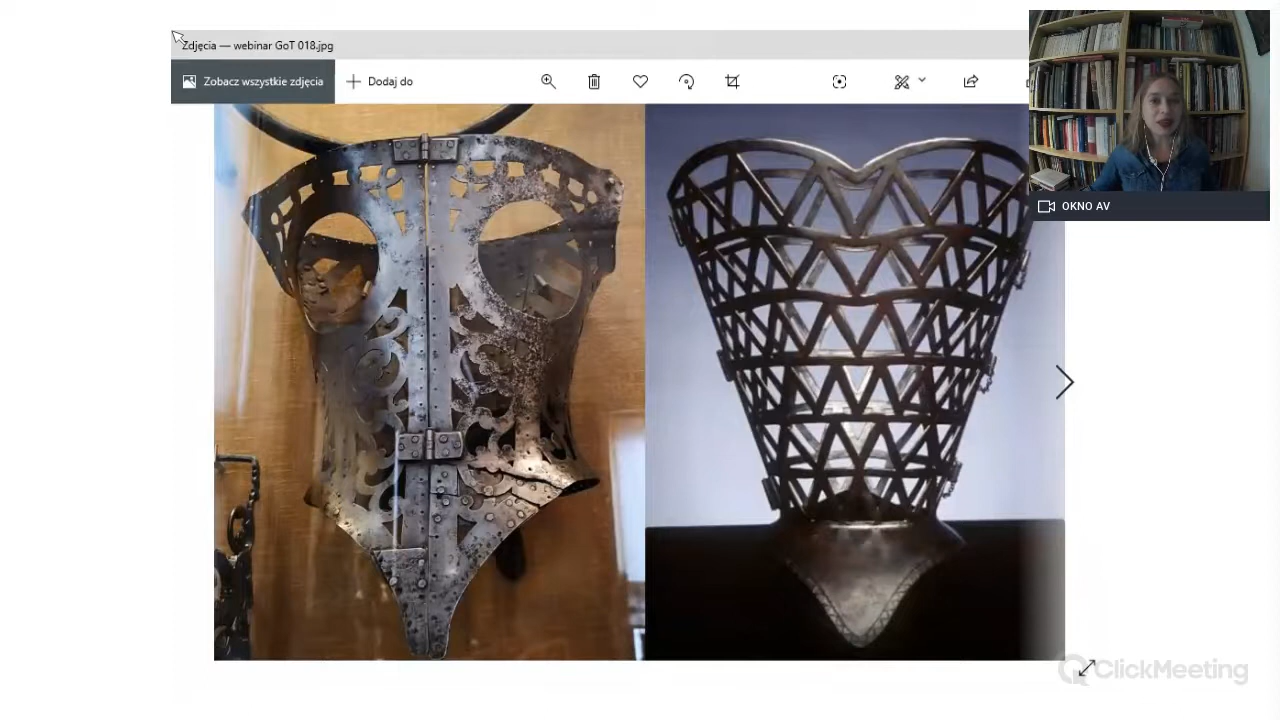 Zdjęcia — webinar GoT 018.jpg
Zobacz wszystkie zdjęcia
Dodaj do
OKNO AV
ClickMeeting